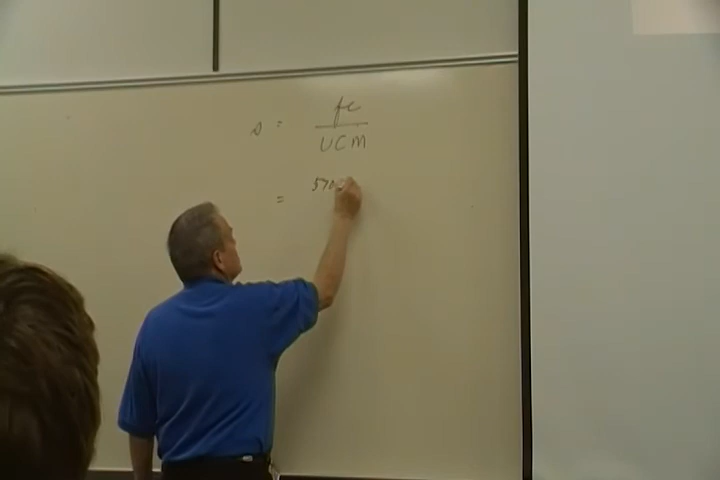 s = fc
UCM
= 570